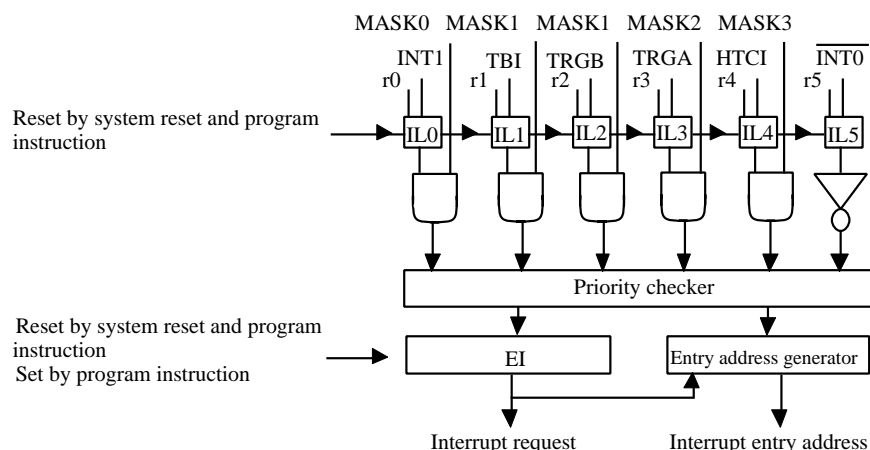 MASK0 MASK1 MASK1 MASK2 MASK3
INT1 TBI TRGB TRGA HTCI INT0
r0 r1 r2 r3 r4 r5
Reset by system reset and program
instruction
IL0 IL1 IL2 IL3 IL4 IL5
Priority checker
Reset by system reset and program
instruction
Set by program instruction
EI
Entry address generator
Interrupt request
Interrupt entry address